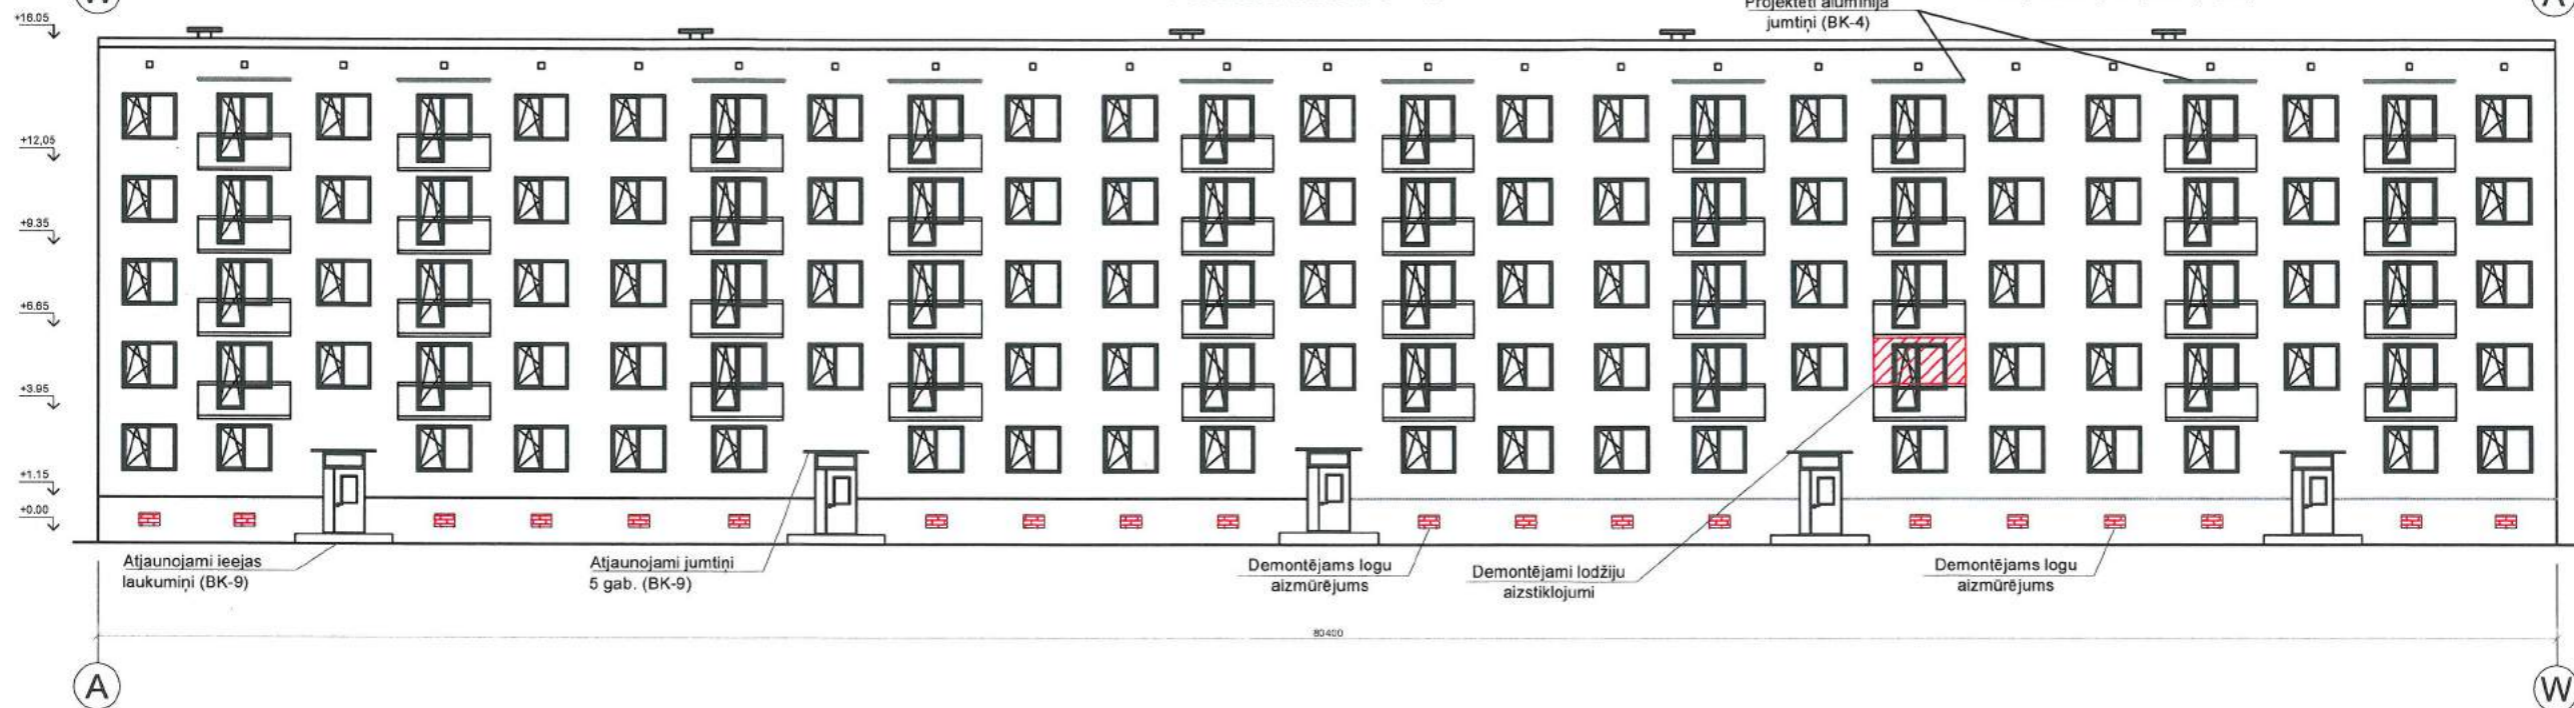 +16.05
Projektēti alumīnija
jumtiņi (BK-4)
+12,05
+9.35
+6.65
+3.95
+1.15
+0.00
Atjaunojami ieejas
laukumiņi (BK-9)
Atjaunojami jumtiņi
5 gab. (BK-9)
Demontējams logu
aizmūrējums
Demontējami lodžiju
aizstiklojumi
Demontējams logu
aizmūrējums
80400
A
W